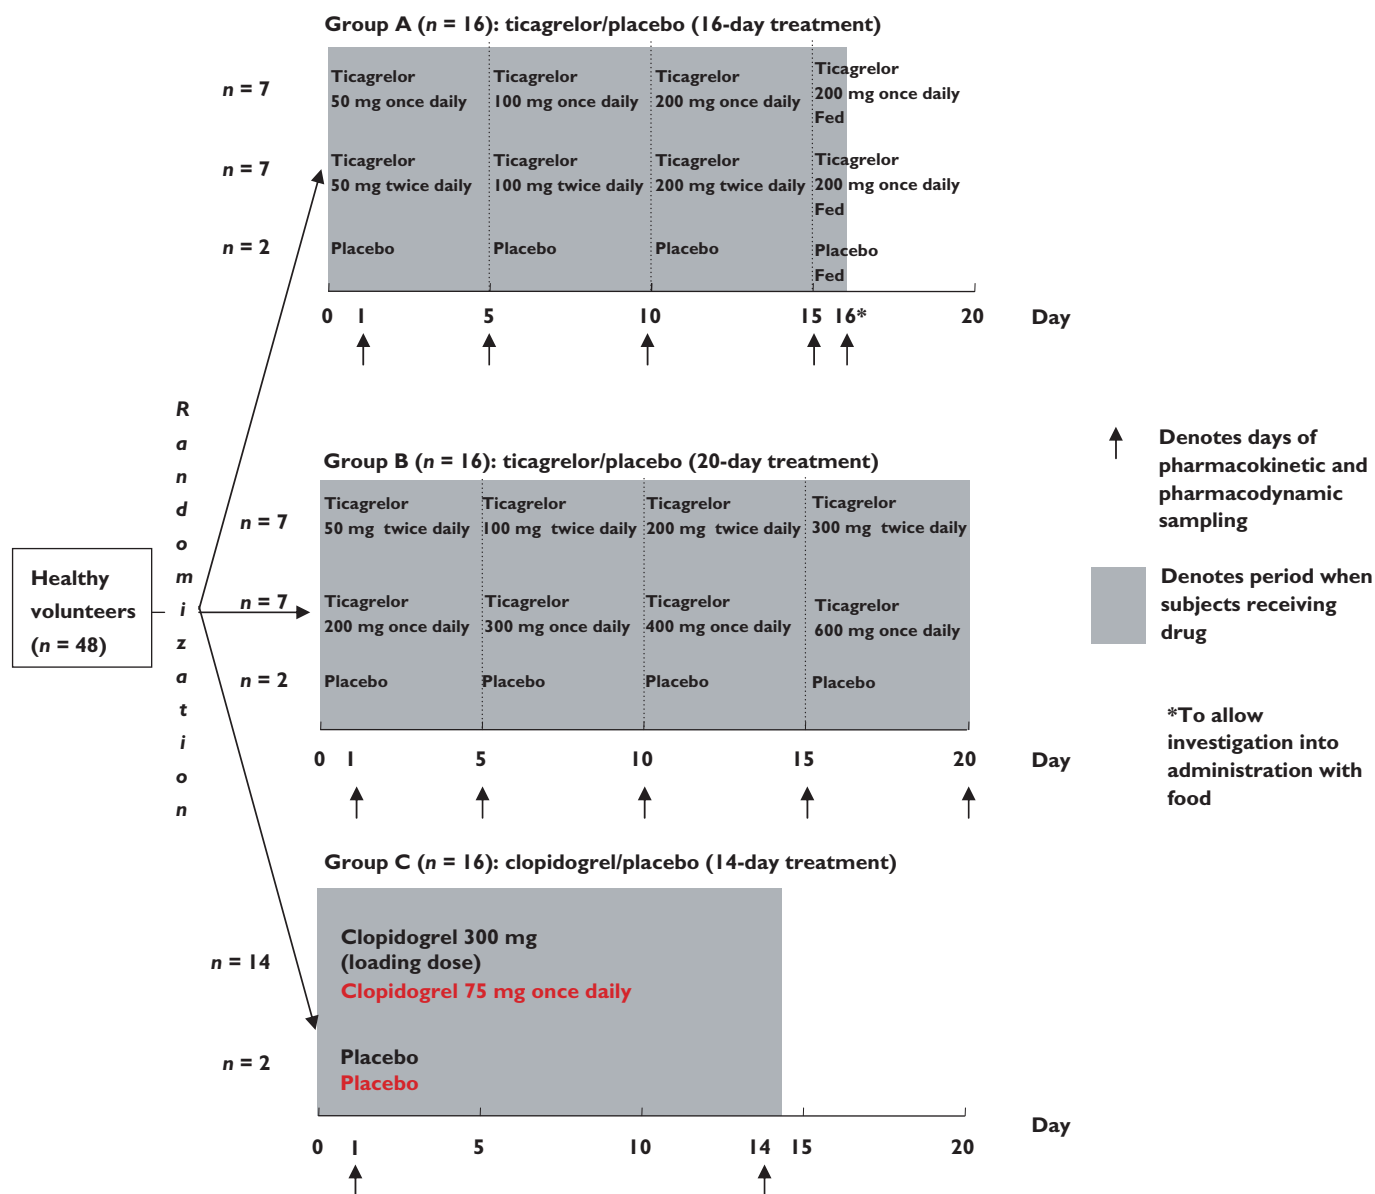 Group A (n = 16): ticagrelor/placebo (16-day treatment)
n = 7
Ticagrelor
50 mg once daily
Ticagrelor
100 mg once daily
Ticagrelor
200 mg once daily
Ticagrelor
200 mg once daily
Fed
n = 7
Ticagrelor
50 mg twice daily
Ticagrelor
100 mg twice daily
Ticagrelor
200 mg twice daily
Ticagrelor
200 mg once daily
Fed
n = 2
Placebo
Placebo
Placebo
Placebo
Fed
0 1 5 10 15 16* 20 Day
Randomization
Healthy
volunteers
(n = 48)
Group B (n = 16): ticagrelor/placebo (20-day treatment)
n = 7
Ticagrelor
50 mg twice daily
Ticagrelor
100 mg twice daily
Ticagrelor
200 mg twice daily
Ticagrelor
300 mg twice daily
n = 7
Ticagrelor
200 mg once daily
Ticagrelor
300 mg once daily
Ticagrelor
400 mg once daily
Ticagrelor
600 mg once daily
n = 2
Placebo
Placebo
Placebo
Placebo
0 1 5 10 15 20 Day
Group C (n = 16): clopidogrel/placebo (14-day treatment)
n = 14
Clopidogrel 300 mg
(loading dose)
Clopidogrel 75 mg once daily
n = 2
Placebo
Placebo
0 1 5 10 14 15 20 Day
Denotes days of
pharmacokinetic and
pharmacodynamic
sampling
Denotes period when
subjects receiving
drug
*To allow
investigation into
administration with
food